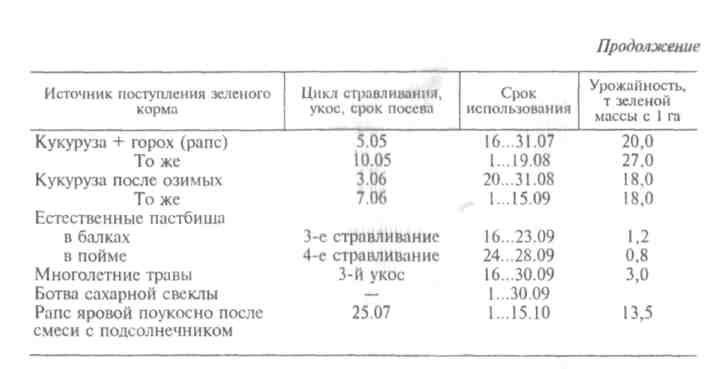 Продолжение
Источник поступления зеленого корма | Цикл стравливания, укос, срок посева | Срок использования | Урожайность, т зеленой массы с 1 га
Кукуруза + горох (рапс) 5.05 16...31.07 20,0
То же 10.05 1...19.08 27,0
Кукуруза после озимых 3.06 20...31.08 18,0
То же 7.06 1...15.09 18,0
Естественные пастбища
в балках 3-е стравливание 16...23.09 1,2
в пойме 4-е стравливание 24...28.09 0,8
Многолетние травы 3-й укос 16...30.09 3,0
Ботва сахарной свеклы — 1...30.09
Рапс яровой поукосно после 25.07 1...15.10 13,5
смеси с подсолнечником